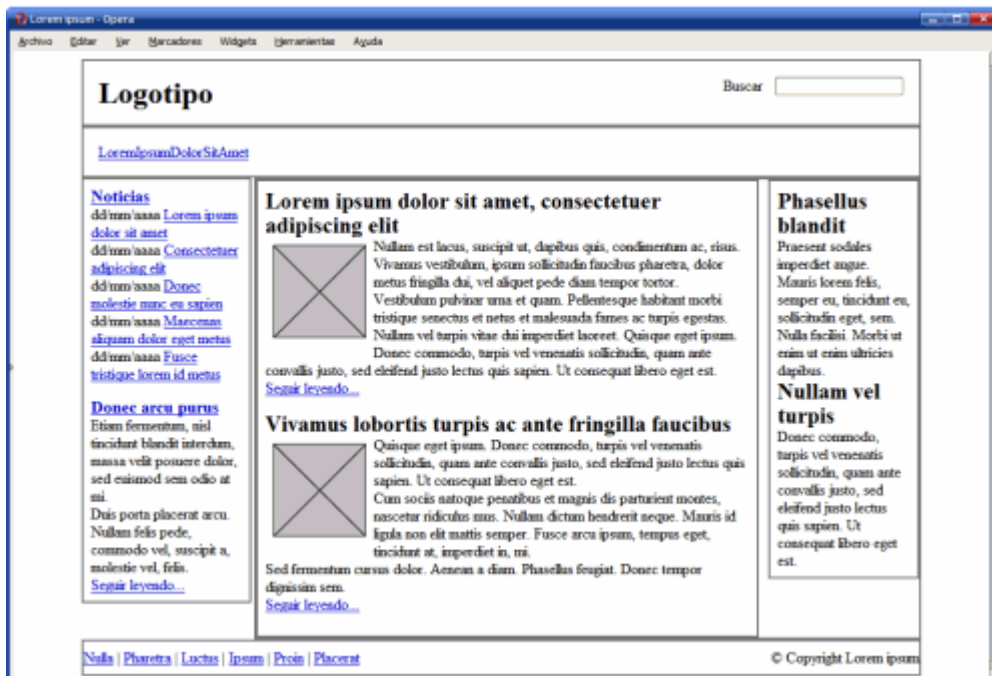 Lorem ipsum - Opera
Archivo Editar Ver Marcadores Widgets Herramientas Ayuda
Logotipo
Buscar
LoremIpsumDolorSitAmet
Noticias
dd/mm/aaaa Lorem ipsum
dolor sit amet
dd/mm/aaaa Consectetuer
adipiscing elit
dd/mm/aaaa Donec
molestie nunc eu sapien
dd/mm/aaaa Maecenas
aliquam dolor eget metus
dd/mm/aaaa Fusce
tristique lorem id metus
Donec arcu purus
Etiam fermentum, nisl
tincidunt blandit interdum,
massa velit posuere dolor,
sed euismod sem odio at
mi.
Duis porta placerat arcu.
Nullam felis pede,
commodo vel, suscipit a,
molestie vel, felis.
Seguir leyendo...
Lorem ipsum dolor sit amet, consectetuer
adipiscing elit
Nullam est lacus, suscipit ut, dapibus quis, condimentum ac, risus.
Vivamus vestibulum, ipsum sollicitudin faucibus pharetra, dolor
metus fringilla dui, vel aliquet pede diam tempor tortor.
Vestibulum pulvinar urna et quam. Pellentesque habitant morbi
tristique senectus et netus et malesuada fames ac turpis egestas.
Nullam vel turpis vitae dui imperdiet laoreet. Quisque eget ipsum.
Donec commodo, turpis vel venenatis sollicitudin, quam ante
convallis justo, sed eleifend justo lectus quis sapien. Ut consequat libero eget est.
Seguir leyendo...
Vivamus lobortis turpis ac ante fringilla faucibus
Quisque eget ipsum. Donec commodo, turpis vel venenatis
sollicitudin, quam ante convallis justo, sed eleifend justo lectus quis
sapien. Ut consequat libero eget est.
Cum sociis natoque penatibus et magnis dis parturient montes,
nascetur ridiculus mus. Nullam dictum hendrerit neque. Mauris id
ligula non elit mattis semper. Fusce arcu ipsum, tempus eget,
tincidunt at, imperdiet in, mi.
Sed fermentum cursus dolor. Aenean a diam. Phasellus feugiat. Donec tempor
dignissim sem.
Seguir leyendo...
Phasellus
blandit
Praesent sodales
imperdiet augue.
Mauris lorem felis,
semper eu, tincidunt eu,
sollicitudin eget, sem.
Nulla facilisi. Morbi ut
enim ut enim ultricies
dapibus.
Nullam vel
turpis
Donec commodo,
turpis vel venenatis
sollicitudin, quam ante
convallis justo, sed
eleifend justo lectus
quis sapien. Ut
consequat libero eget
est.
Nulla | Pharetra | Luctus | Ipsum | Proin | Placerat
© Copyright Lorem ipsum